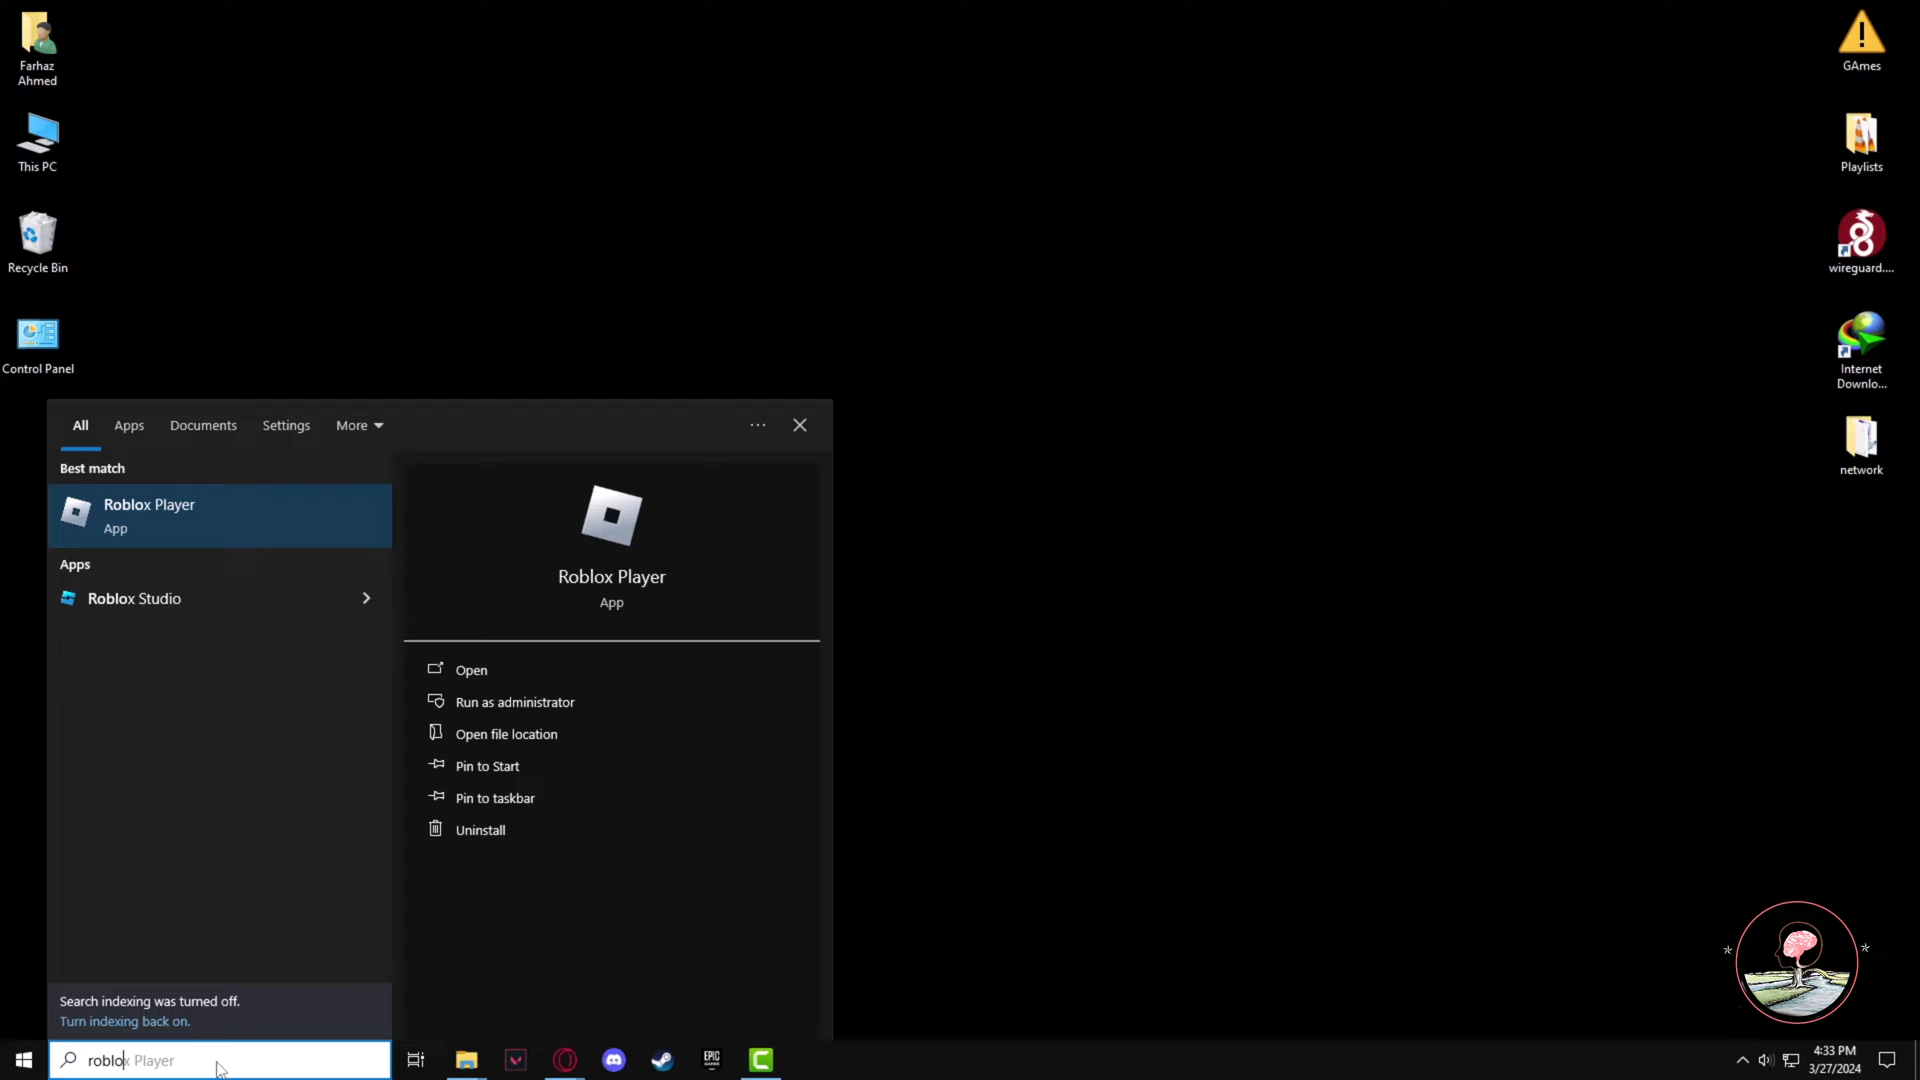 Farhaz
Ahmed
This PC
Recycle Bin
Control Panel
GAmes
Playlists
wireguard....
Internet
Downlo...
network
All Apps Documents Settings More ...
Best match
Roblox Player
App
Apps
Roblox Studio
Roblox Player
App
Open
Run as administrator
Open file location
Pin to Start
Pin to taskbar
Uninstall
Search indexing was turned off.
Turn indexing back on.
roblox Player
EPIC
GAMES
4:33 PM
3/27/2024